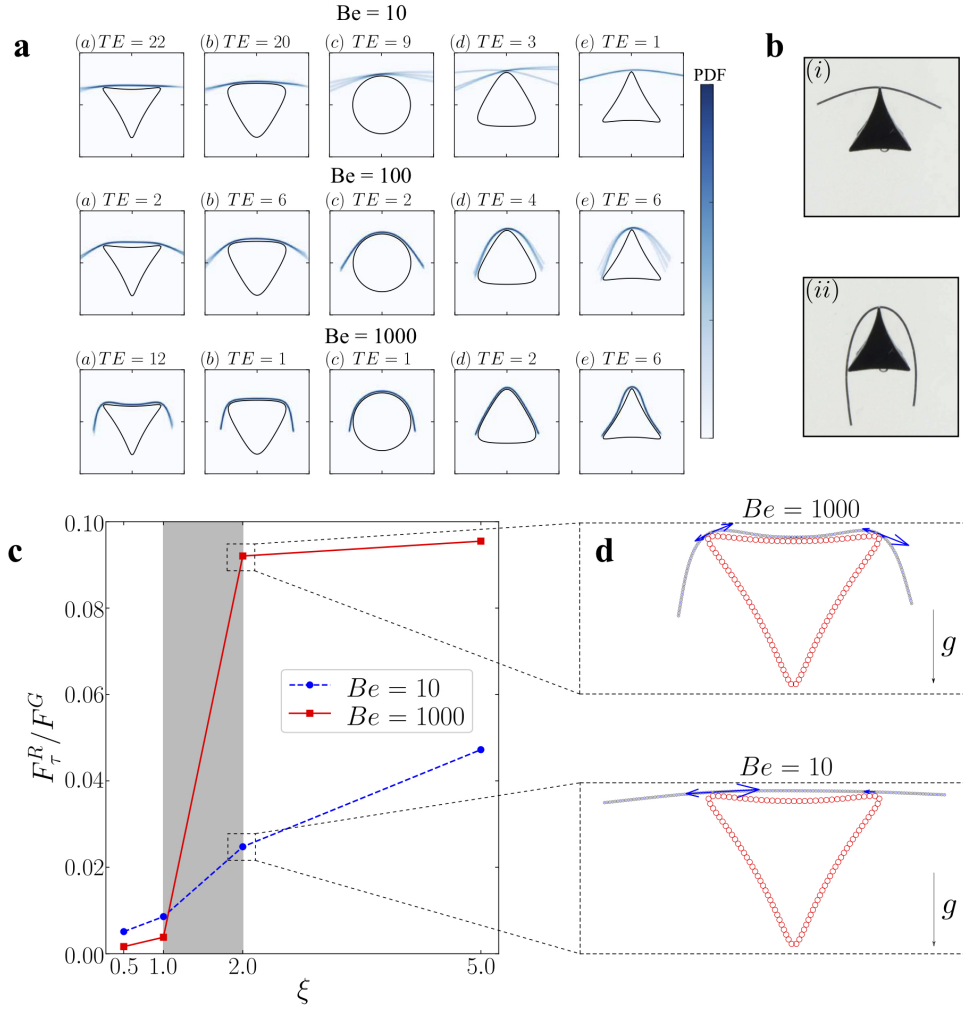 Be = 10
a
(a) TE = 22
(b) TE = 20
(c) TE = 9
(d) TE = 3
(e) TE = 1
PDF
b
(i)
Be = 100
(a) TE = 2
(b) TE = 6
(c) TE = 2
(d) TE = 4
(e) TE = 6
(ii)
Be = 1000
(a) TE = 12
(b) TE = 1
(c) TE = 1
(d) TE = 2
(e) TE = 6
c
0.10
0.08
0.06
0.04
0.02
0.00
F_τ^R/F^G
Be = 10
Be = 1000
0.5
1.0
2.0
5.0
ξ
d
Be = 1000
g
Be = 10
g